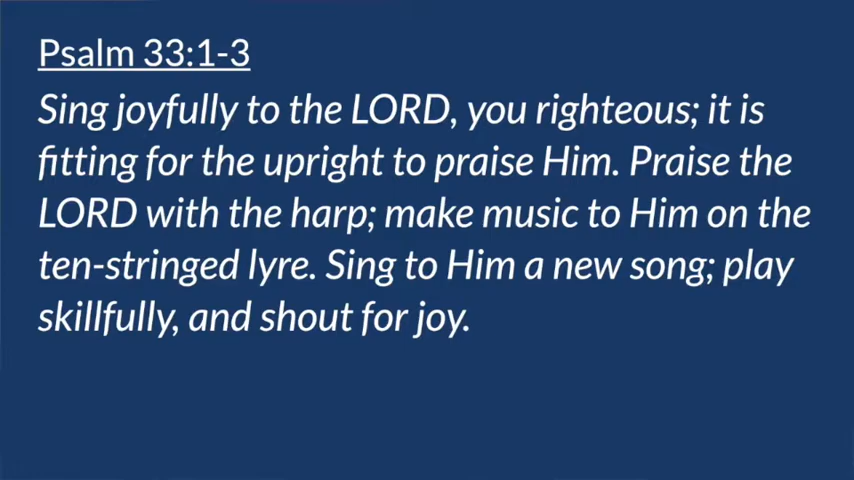 Psalm 33:1-3
Sing joyfully to the LORD, you righteous; it is
fitting for the upright to praise Him. Praise the
LORD with the harp; make music to Him on the
ten-stringed lyre. Sing to Him a new song; play
skillfully, and shout for joy.